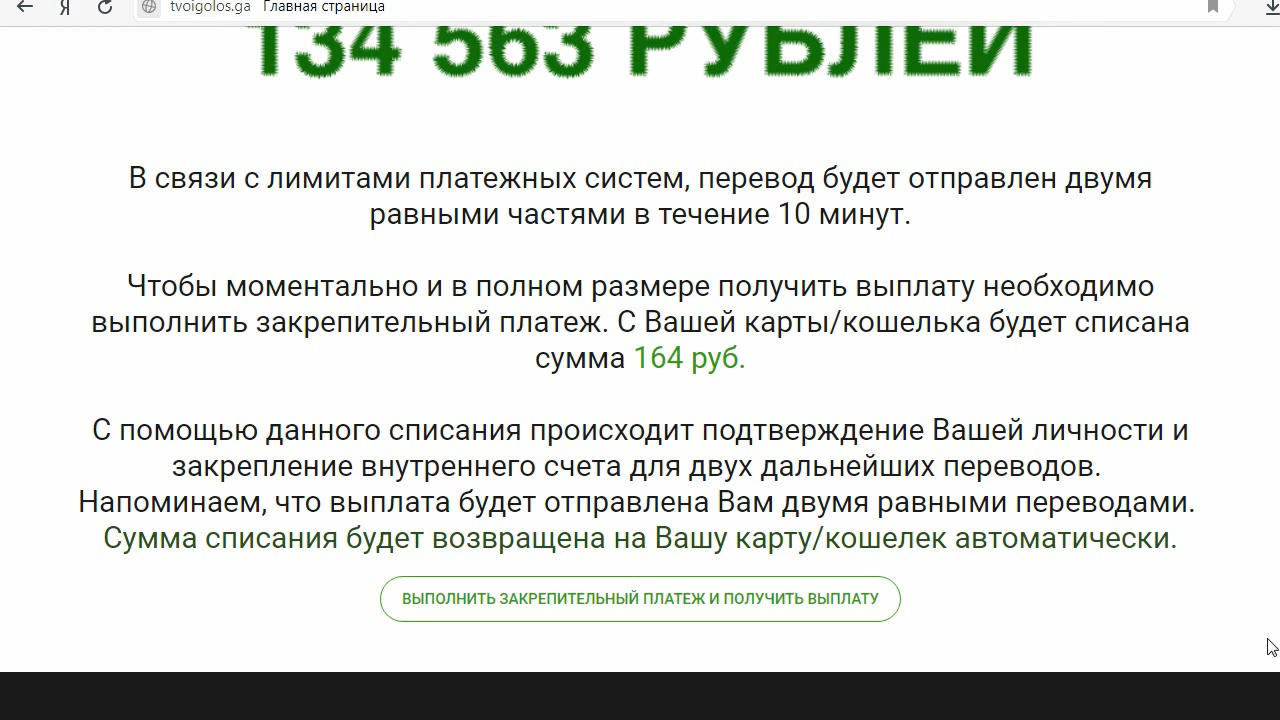 Я tvoigolos.ga Главная страница
134 563 РУБЛЕЙ
В связи с лимитами платежных систем, перевод будет отправлен двумя
равными частями в течение 10 минут.
Чтобы моментально и в полном размере получить выплату необходимо
выполнить закрепительный платеж. С Вашей карты/кошелька будет списана
сумма 164 руб.
С помощью данного списания происходит подтверждение Вашей личности и
закрепление внутреннего счета для двух дальнейших переводов.
Напоминаем, что выплата будет отправлена Вам двумя равными переводами.
Сумма списания будет возвращена на Вашу карту/кошелек автоматически.
ВЫПОЛНИТЬ ЗАКРЕПИТЕЛЬНЫЙ ПЛАТЕЖ И ПОЛУЧИТЬ ВЫПЛАТУ